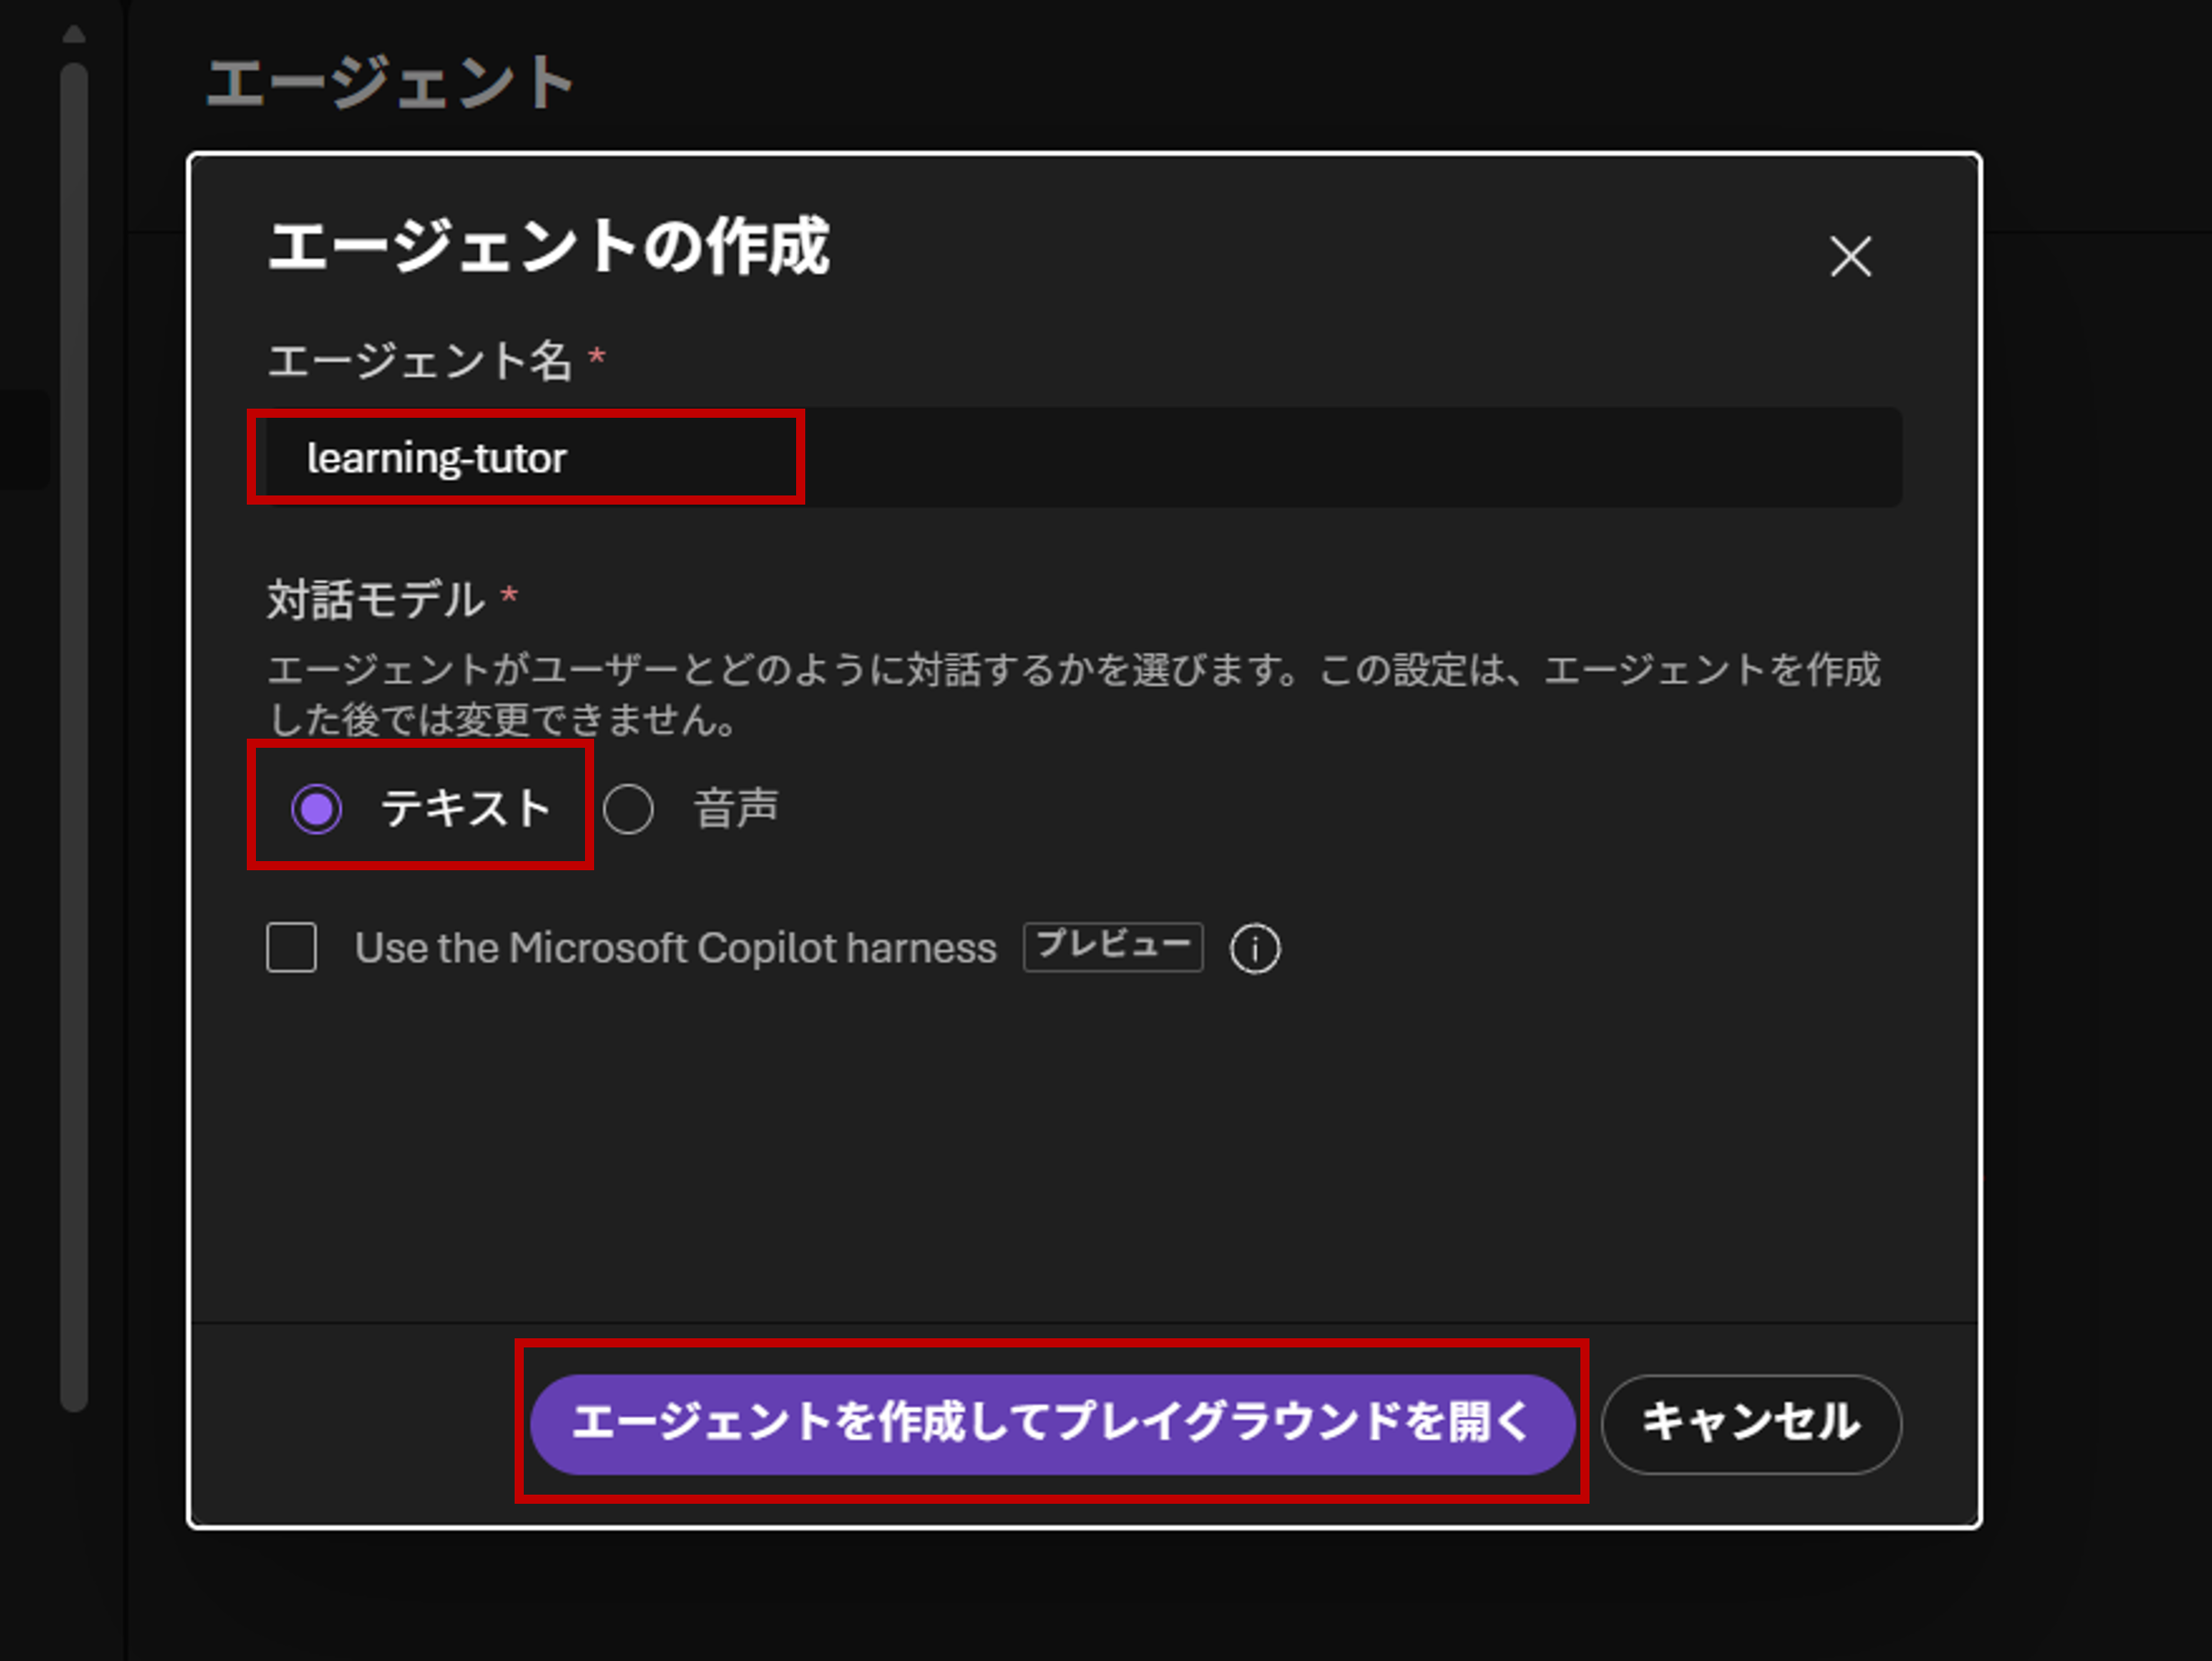 エージェント
エージェントの作成
エージェント名 *
learning-tutor
対話モデル *
エージェントがユーザーとどのように対話するかを選びます。この設定は、エージェントを作成
した後では変更できません。
テキスト 音声
Use the Microsoft Copilot harness プレビュー
エージェントを作成してプレイグラウンドを開く キャンセル